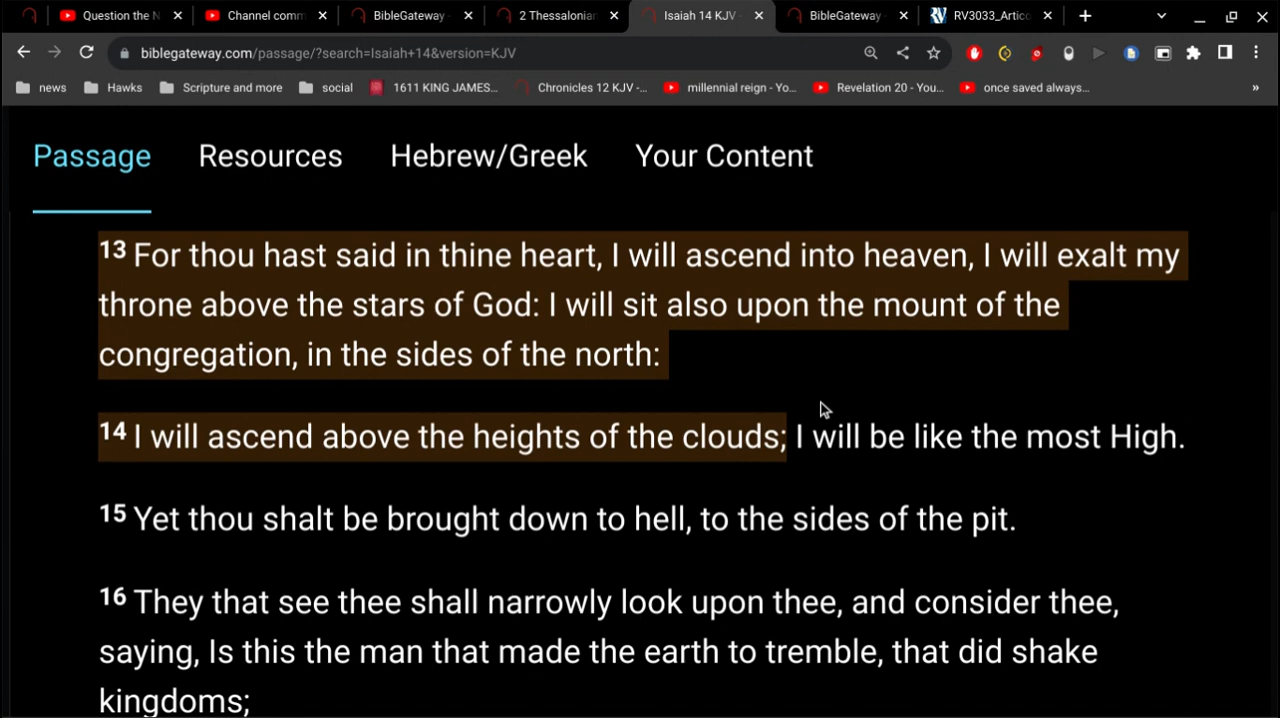 Question the N
Channel comm
BibleGateway -
2 Thessalonian
Isaiah 14 KJV -
BibleGateway -
RV3033_Artico
biblegateway.com/passage/?search=Isaiah+14&version=KJV
news
Hawks
Scripture and more
social
1611 KING JAMES...
Chronicles 12 KJV -...
millennial reign - Yo...
Revelation 20 - You...
once saved always...
»
Passage
Resources
Hebrew/Greek
Your Content
13 For thou hast said in thine heart, I will ascend into heaven, I will exalt my
throne above the stars of God: I will sit also upon the mount of the
congregation, in the sides of the north:
14 I will ascend above the heights of the clouds; I will be like the most High.
15 Yet thou shalt be brought down to hell, to the sides of the pit.
16 They that see thee shall narrowly look upon thee, and consider thee,
saying, Is this the man that made the earth to tremble, that did shake
kingdoms;